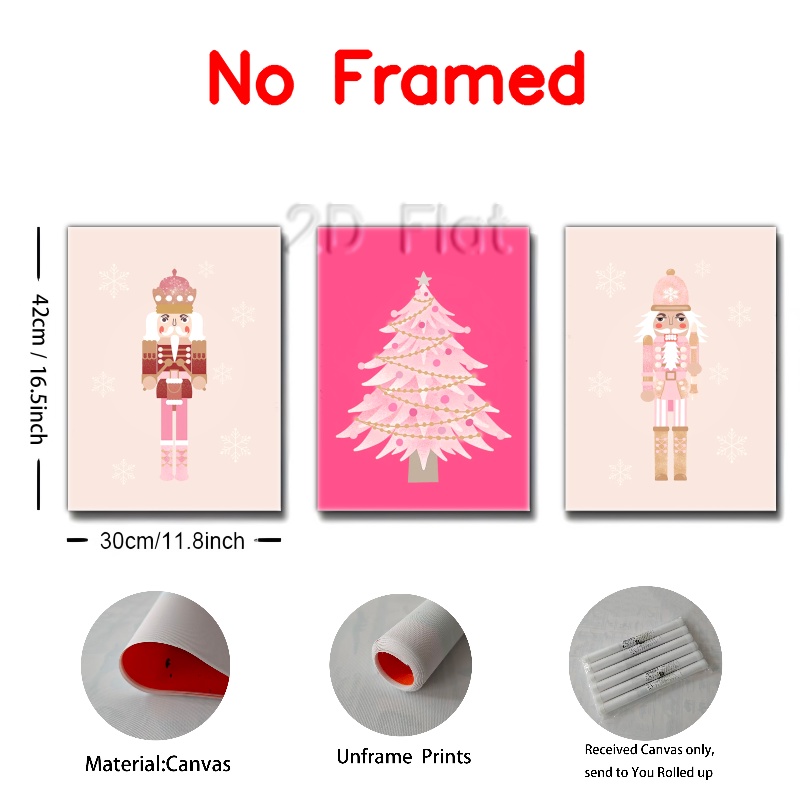 No Framed
2D Flat
42cm / 16.5inch
30cm/11.8inch
Material:Canvas
Unframe Prints
Received Canvas only,
send to You Rolled up